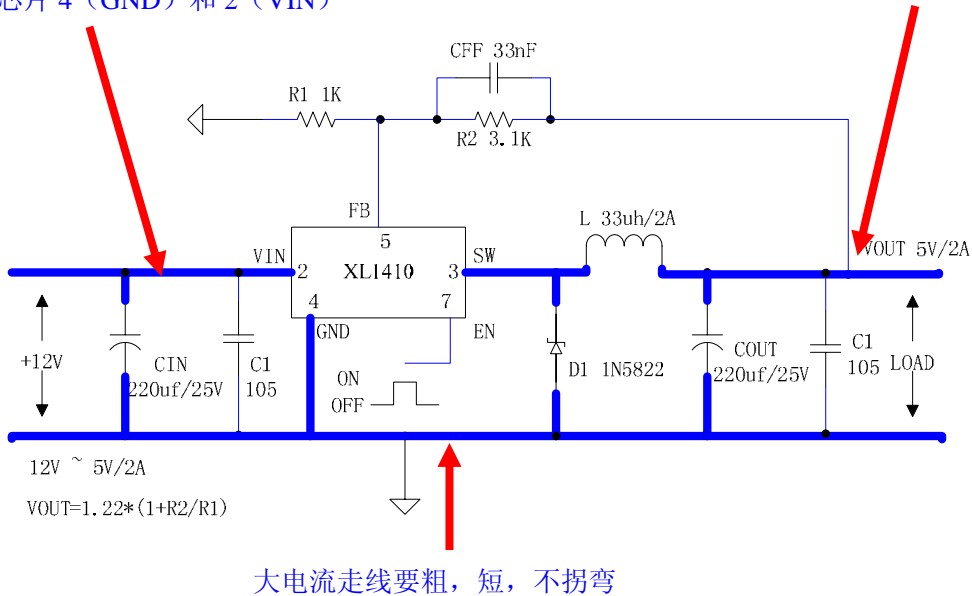 芯片 4（GND）和 2（VIN）
CFF 33nF
R1 1K
R2 3.1K
FB
5
L 33uh/2A
VIN
SW
VOUT 5V/2A
2
XL1410
3
4
7
GND
EN
+12V
CIN
220uf/25V
C1
105
ON
OFF
D1 1N5822
COUT
220uf/25V
C1
105
LOAD
12V ~ 5V/2A
VOUT=1.22*(1+R2/R1)
大电流走线要粗，短，不拐弯